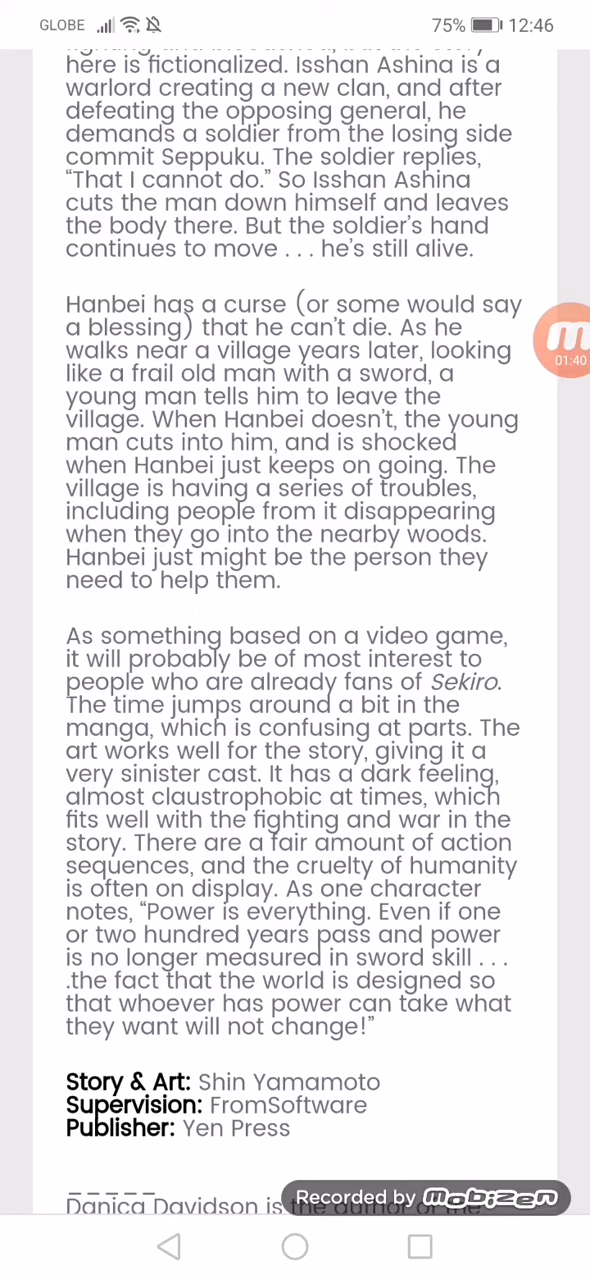 GLOBE 75% 12:46
here is fictionalized. Isshan Ashina is a
warlord creating a new clan, and after
defeating the opposing general, he
demands a soldier from the losing side
commit Seppuku. The soldier replies,
“That I cannot do.” So Isshan Ashina
cuts the man down himself and leaves
the body there. But the soldier’s hand
continues to move . . . he’s still alive.
Hanbei has a curse (or some would say
a blessing) that he can’t die. As he
walks near a village years later, looking
like a frail old man with a sword, a
young man tells him to leave the
village. When Hanbei doesn’t, the young
man cuts into him, and is shocked
when Hanbei just keeps on going. The
village is having a series of troubles,
including people from it disappearing
when they go into the nearby woods.
Hanbei just might be the person they
need to help them.
01:40
As something based on a video game,
it will probably be of most interest to
people who are already fans of Sekiro.
The time jumps around a bit in the
manga, which is confusing at parts. The
art works well for the story, giving it a
very sinister cast. It has a dark feeling,
almost claustrophobic at times, which
fits well with the fighting and war in the
story. There are a fair amount of action
sequences, and the cruelty of humanity
is often on display. As one character
notes, “Power is everything. Even if one
or two hundred years pass and power
is no longer measured in sword skill . . .
.the fact that the world is designed so
that whoever has power can take what
they want will not change!”
Story & Art: Shin Yamamoto
Supervision: FromSoftware
Publisher: Yen Press
_ _ _ _ _
Danica Davidson is the author of the
Recorded by mobizen